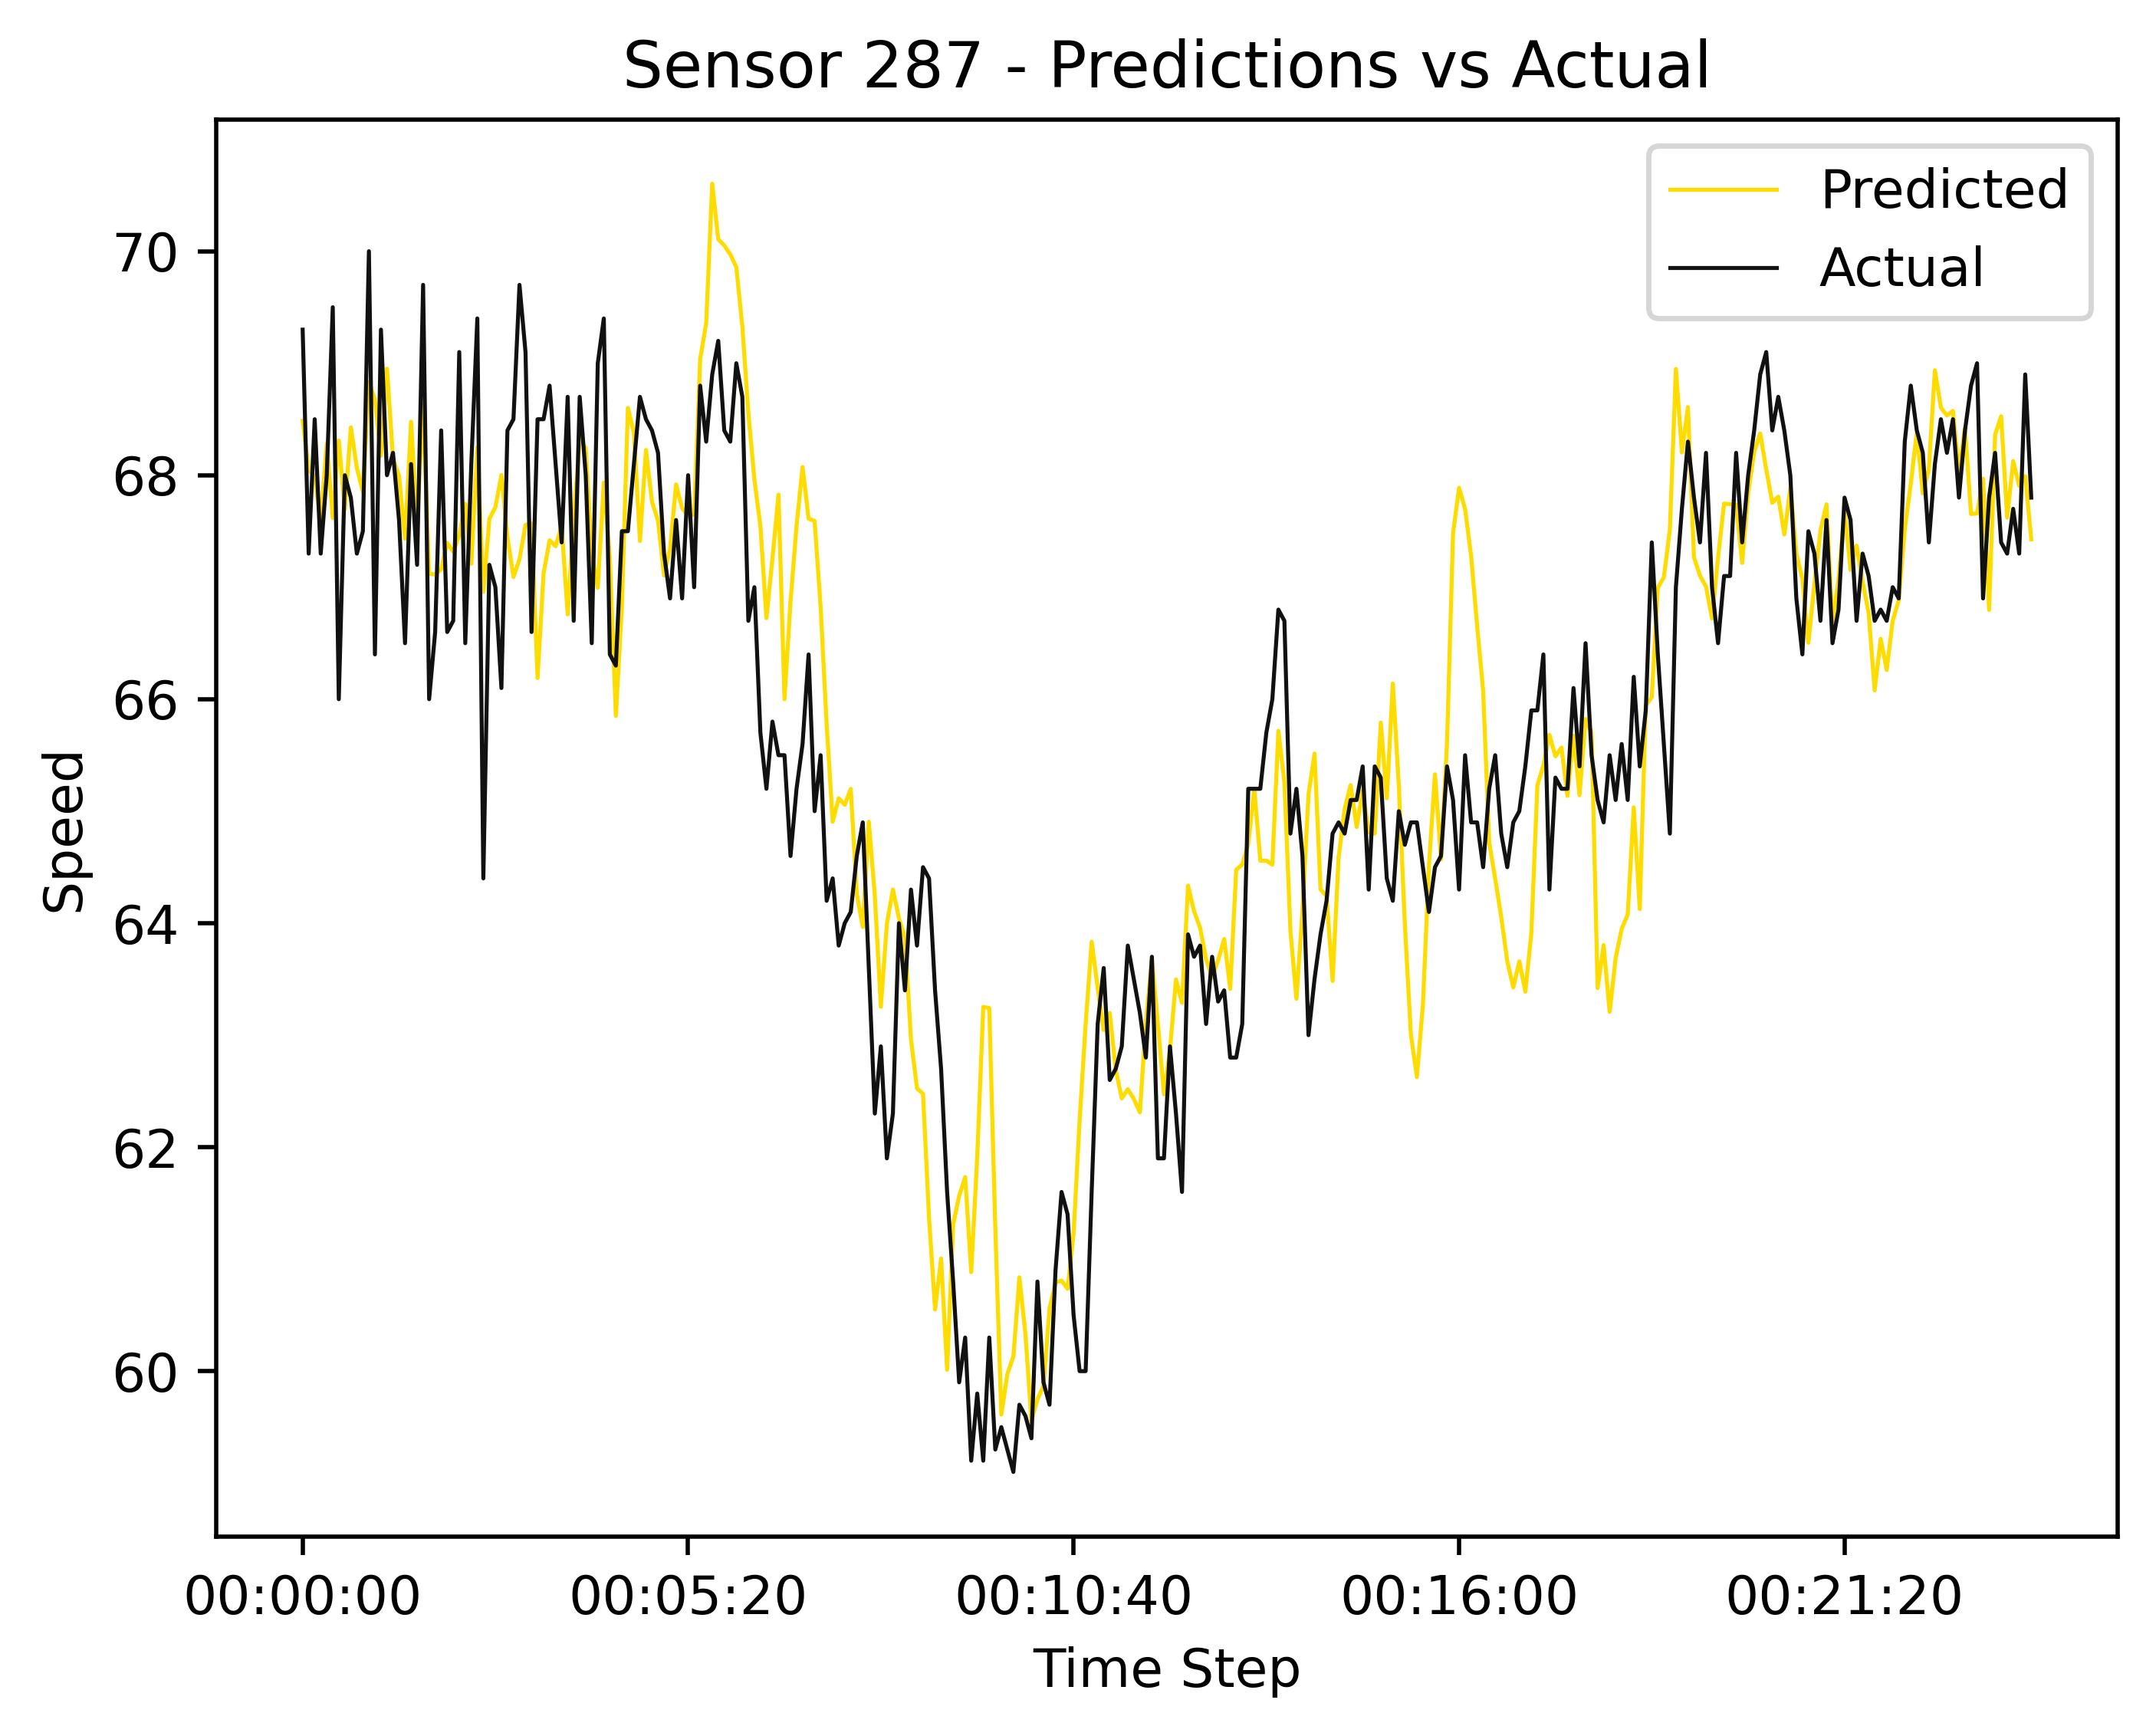 Sensor 287 - Predictions vs Actual
Predicted
Actual
70
68
66
64
62
60
Speed
00:00:00 00:05:20 00:10:40 00:16:00 00:21:20
Time Step